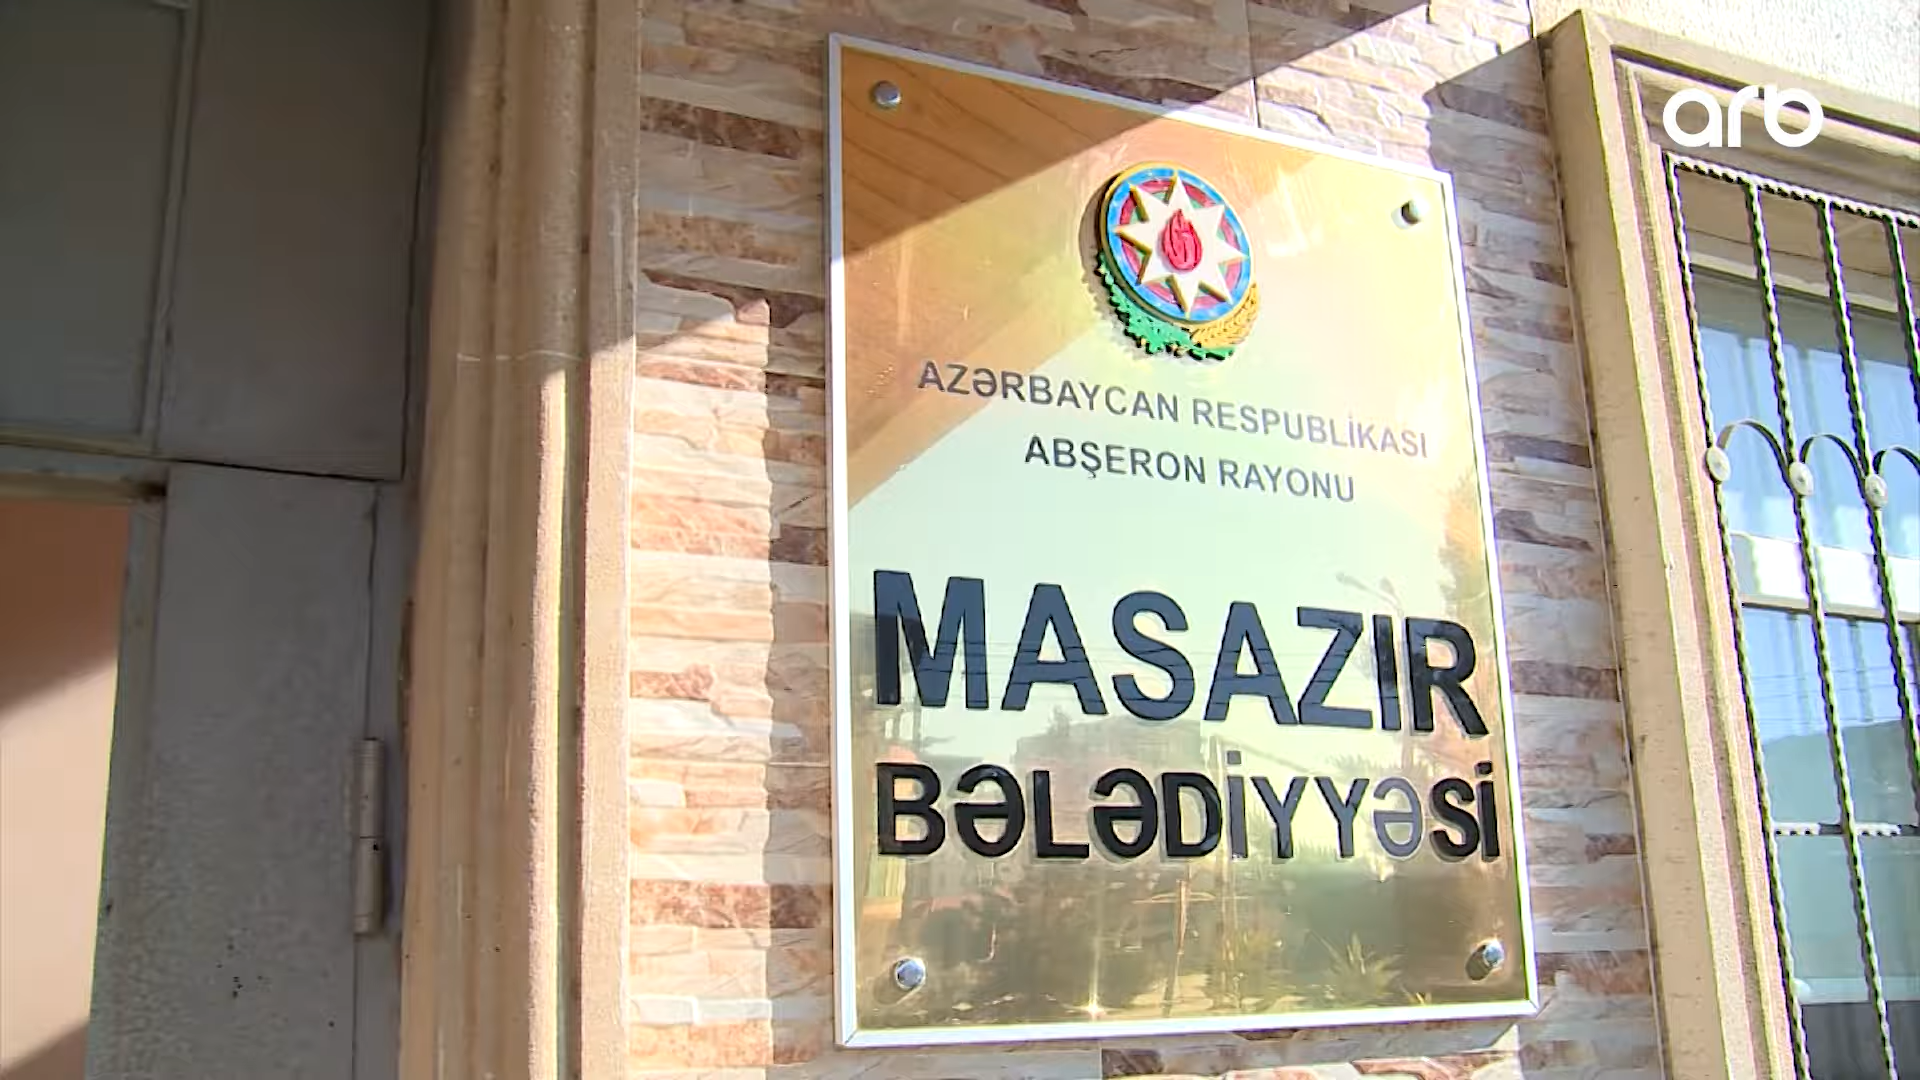 arb
AZƏRBAYCAN RESPUBLİKASI
ABŞERON RAYONU
MASAZIR
BƏLƏDİYYƏSİ